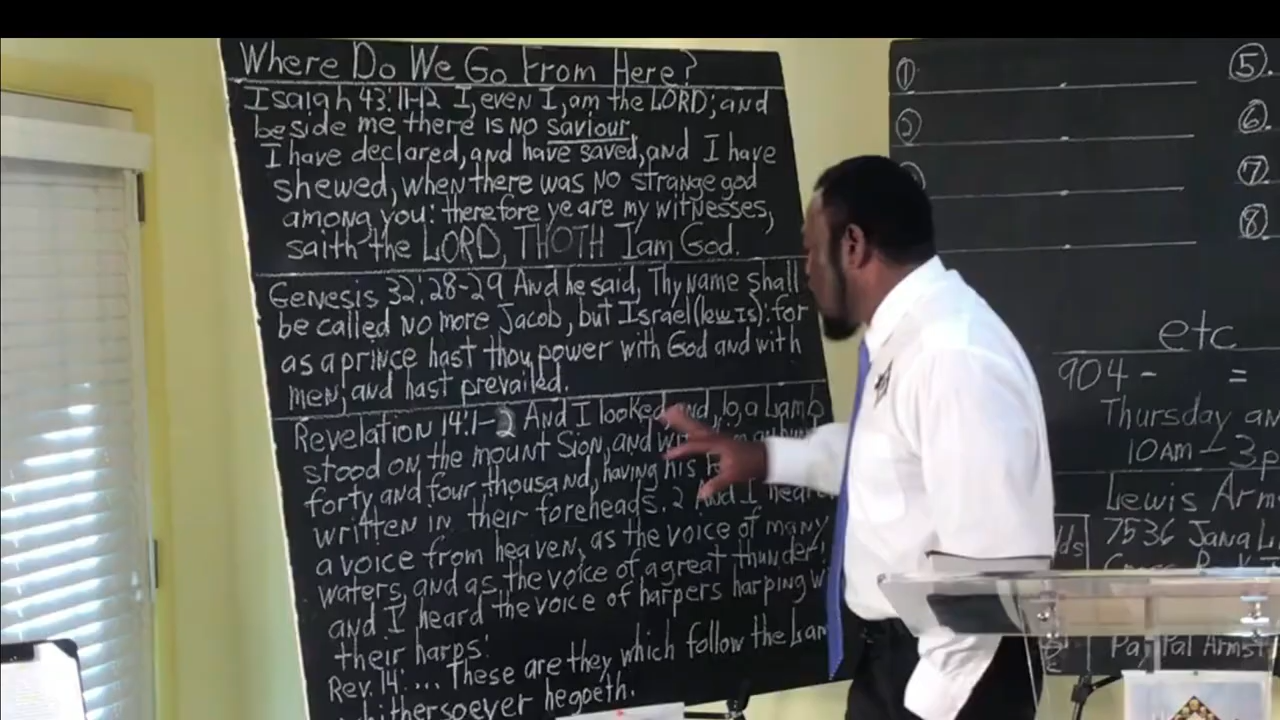 Where Do We Go From Here?
Isaiah 43:11-12 I, even I, am the LORD; and
beside me there is no saviour.
I have declared, and have saved, and I have
shewed, when there was no strange god
among you: therefore ye are my witnesses,
saith the LORD, THOTH I am God.
Genesis 32:28-29 And he said, Thy name shall
be called no more Jacob, but Israel (lew is): for
as a prince hast thou power with God and with
men, and hast prevailed.
Revelation 14:1-2 And I looked, and, lo, a Lamb
stood on the mount Sion, and
forty and four thousand, having his
written in their foreheads. 2 And I heard
a voice from heaven, as the voice of many
waters, and as the voice of a great thunder:
and I heard the voice of harpers harping
their harps:
Rev. 14: ... These are they which follow the Lam
whithersoever he goeth.
1
2
5.
6.
7.
8.
etc
904- =
Thursday an
10AM - 3p
Lewis Arm
7536 Jana L
Pay Pal Armst